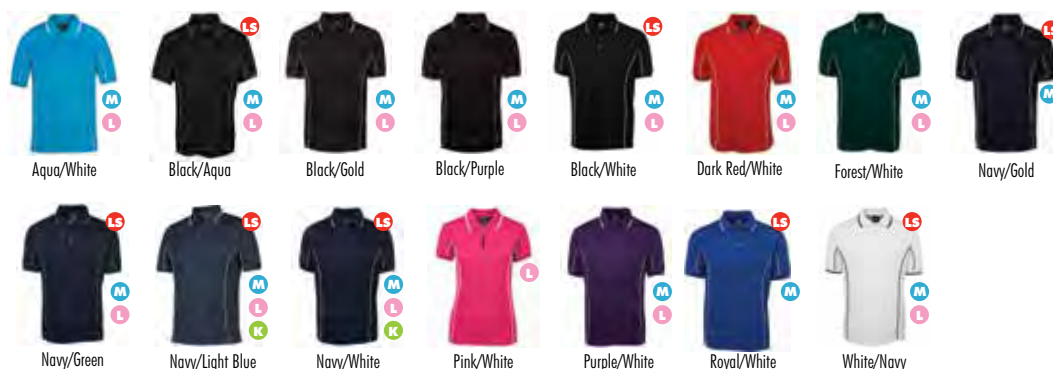 LS LS LS
M M M M M M M M
L L L L L L L
Aqua/White Black/Aqua Black/Gold Black/Purple Black/White Dark Red/White Forest/White Navy/Gold
LS LS LS LS LS
M M M M M M
L L L L L L
K K
Navy/Green Navy/Light Blue Navy/White Pink/White Purple/White Royal/White White/Navy